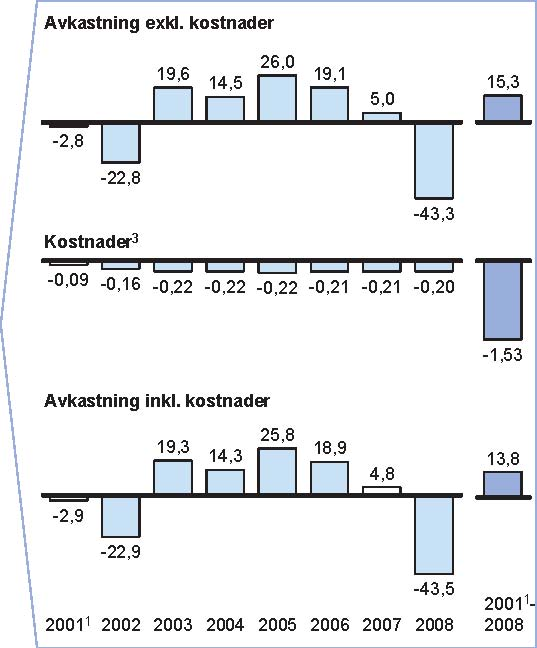 Avkastning exkl. kostnader
-2,8 -22,8 19,6 14,5 26,0 19,1 5,0 -43,3 15,3
Kostnader³
-0,09 -0,16 -0,22 -0,22 -0,22 -0,21 -0,21 -0,20 -1,53
Avkastning inkl. kostnader
-2,9 -22,9 19,3 14,3 25,8 18,9 4,8 -43,5 13,8
2001¹ 2002 2003 2004 2005 2006 2007 2008 2001¹-
2008